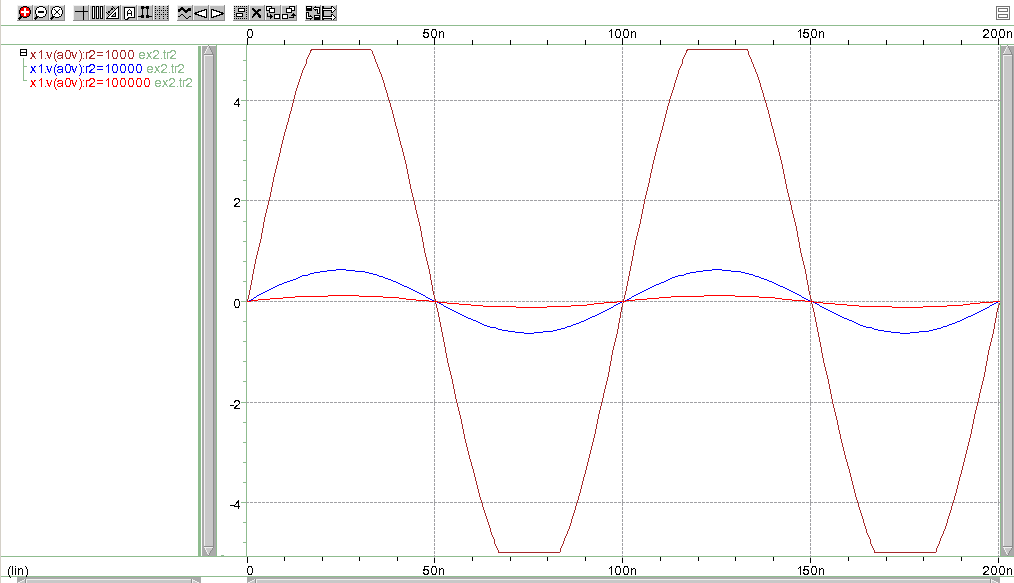 A
0 50n 100n 150n 200n
x1.v(a0v):r2=1000 ex2.tr2
x1.v(a0v):r2=10000 ex2.tr2
x1.v(a0v):r2=100000 ex2.tr2
4
2
0
-2
-4
(lin) 0 50n 100n 150n 200n